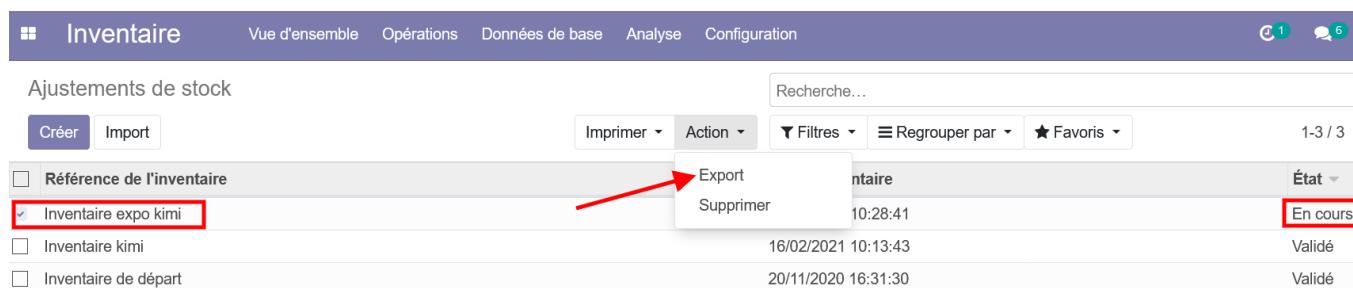 Inventaire Vue d'ensemble Opérations Données de base Analyse Configuration 1 6
Ajustements de stock Recherche...
Créer Import Imprimer Action Filtres Regrouper par Favoris 1-3 / 3
Référence de l'inventaire Export ntaire État
Inventaire expo kimi Supprimer 10:28:41 En cours
Inventaire kimi 16/02/2021 10:13:43 Validé
Inventaire de départ 20/11/2020 16:31:30 Validé